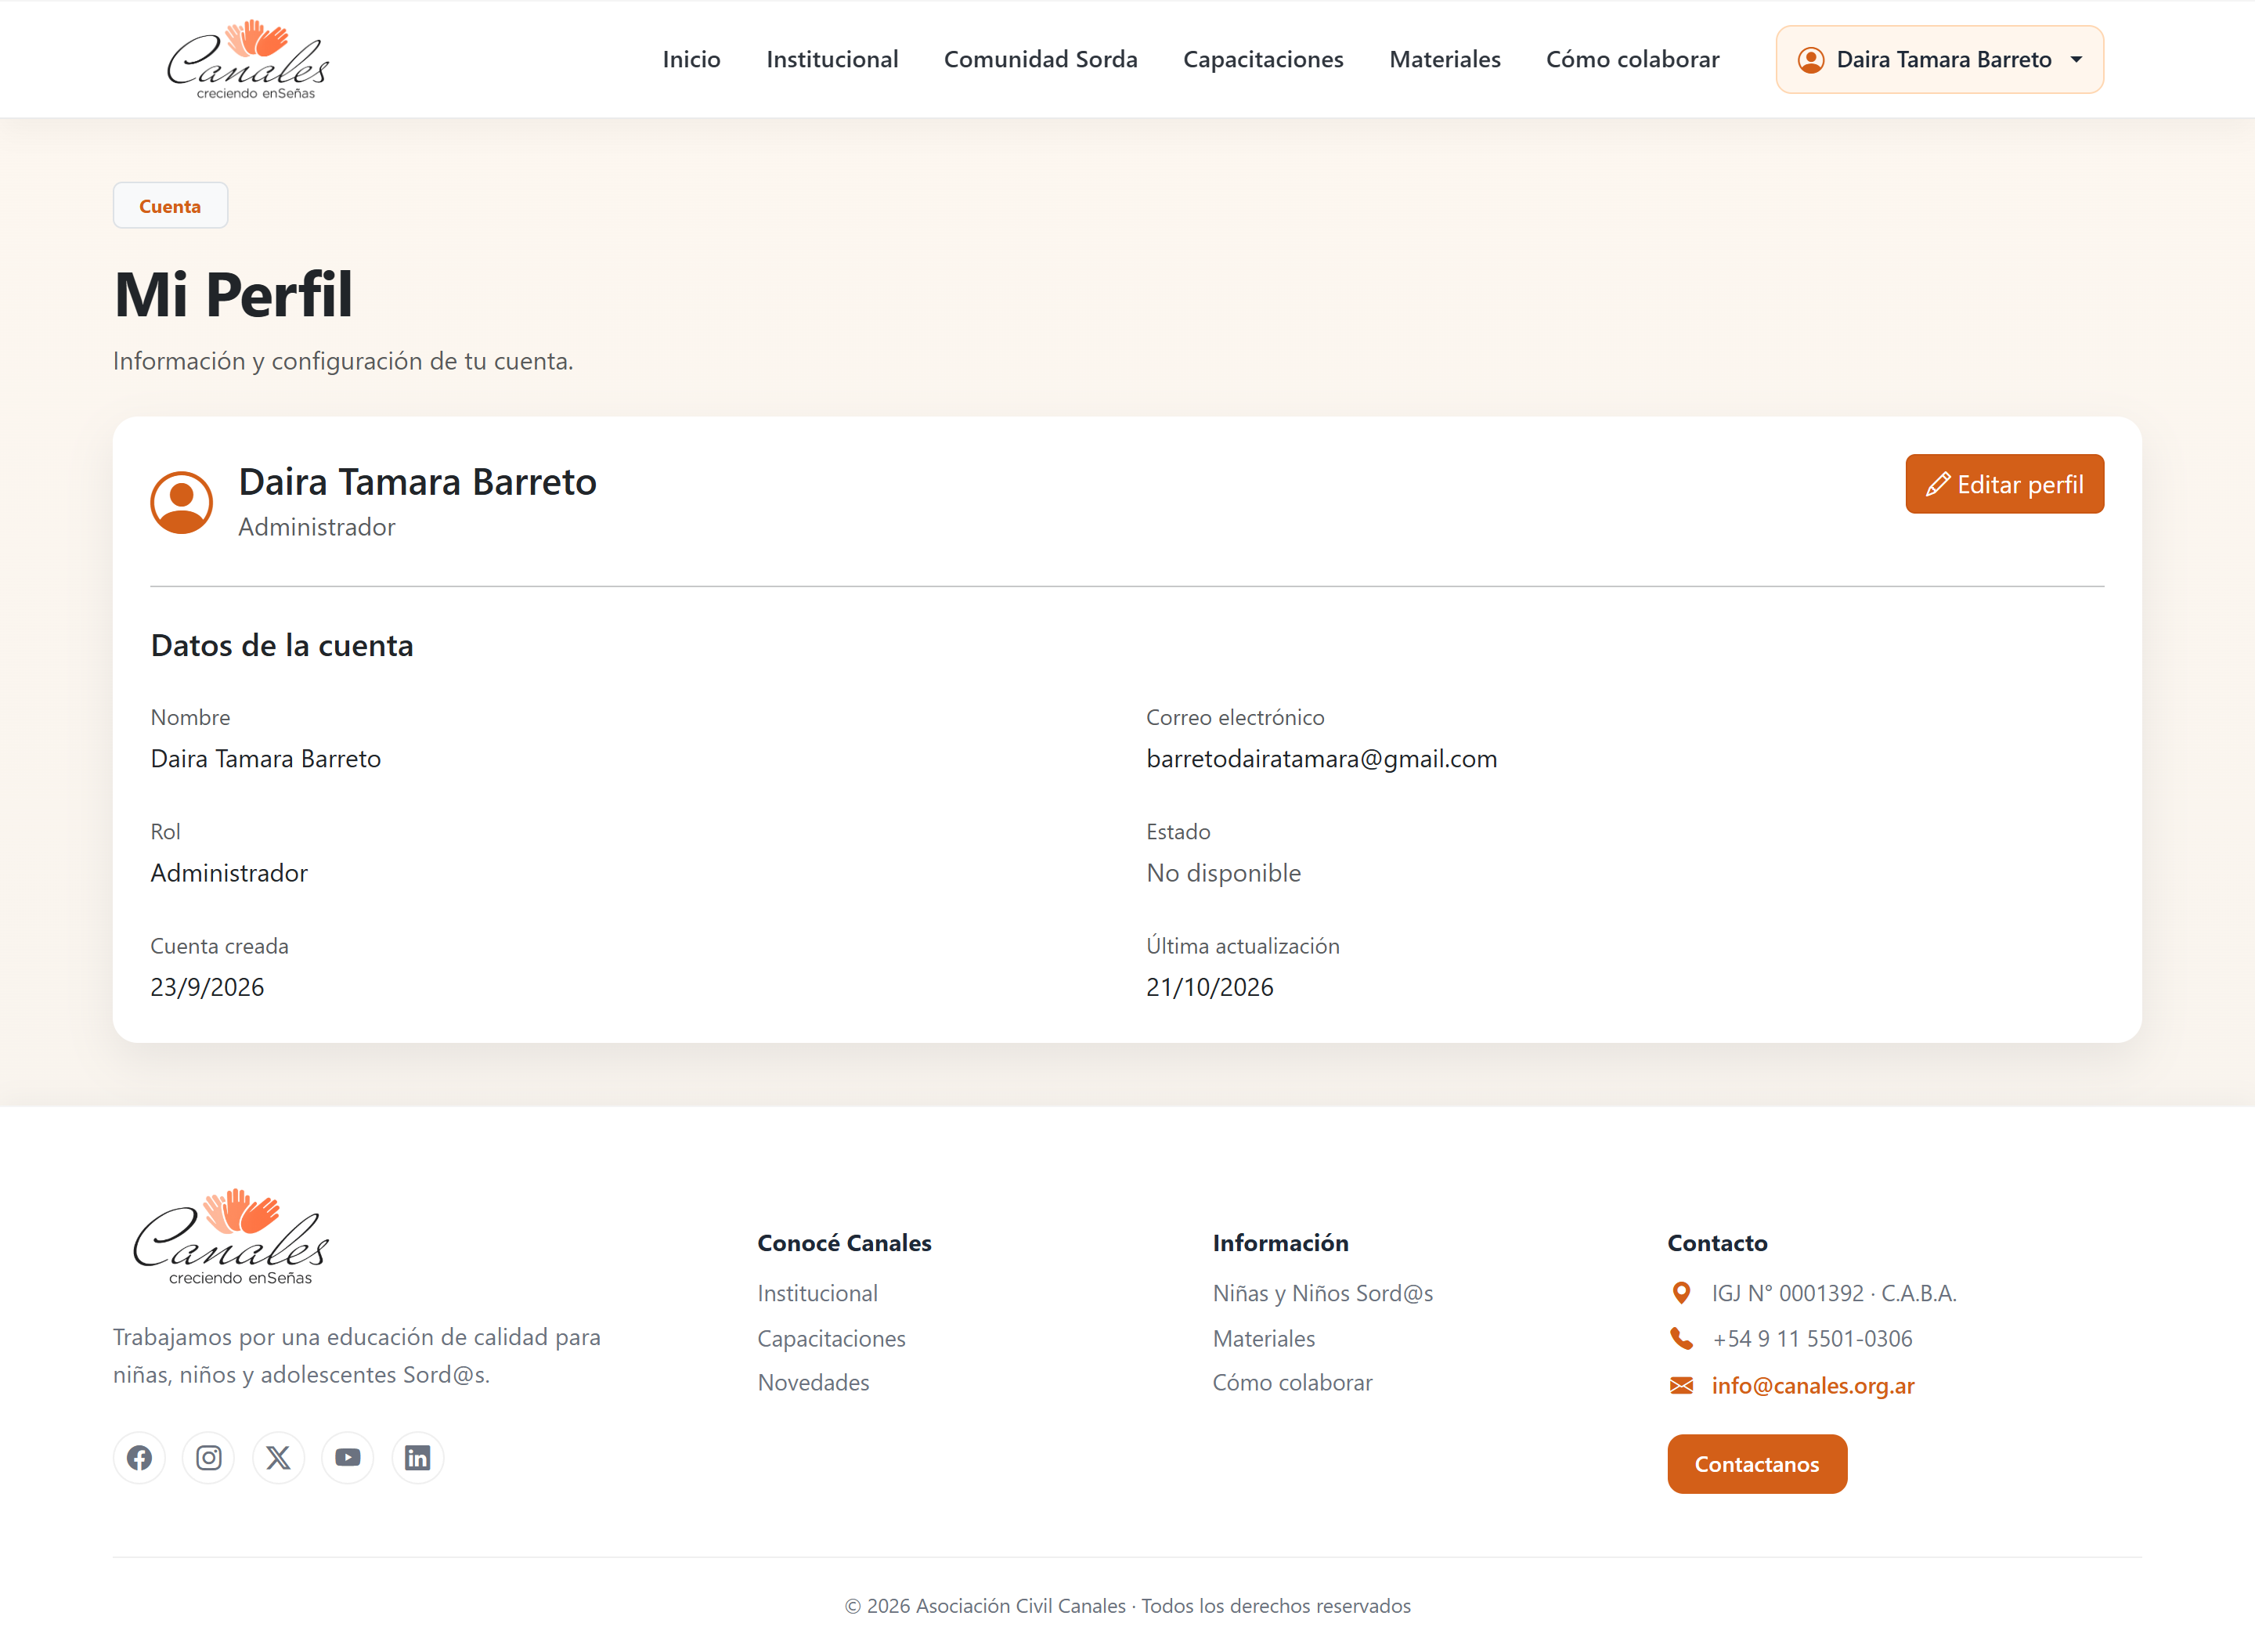 Canales
creciendo enSeñas
Inicio
Institucional
Comunidad Sorda
Capacitaciones
Materiales
Cómo colaborar
Daira Tamara Barreto
Cuenta
Mi Perfil
Información y configuración de tu cuenta.
Daira Tamara Barreto
Administrador
Editar perfil
Datos de la cuenta
Nombre
Daira Tamara Barreto
Correo electrónico
barretodairatamara@gmail.com
Rol
Administrador
Estado
No disponible
Cuenta creada
23/9/2026
Última actualización
21/10/2026
Canales
creciendo enSeñas
Trabajamos por una educación de calidad para
niñas, niños y adolescentes Sord@s.
Conocé Canales
Institucional
Capacitaciones
Novedades
Información
Niñas y Niños Sord@s
Materiales
Cómo colaborar
Contacto
IGJ N° 0001392 · C.A.B.A.
+54 9 11 5501-0306
info@canales.org.ar
Contactanos
© 2026 Asociación Civil Canales · Todos los derechos reservados